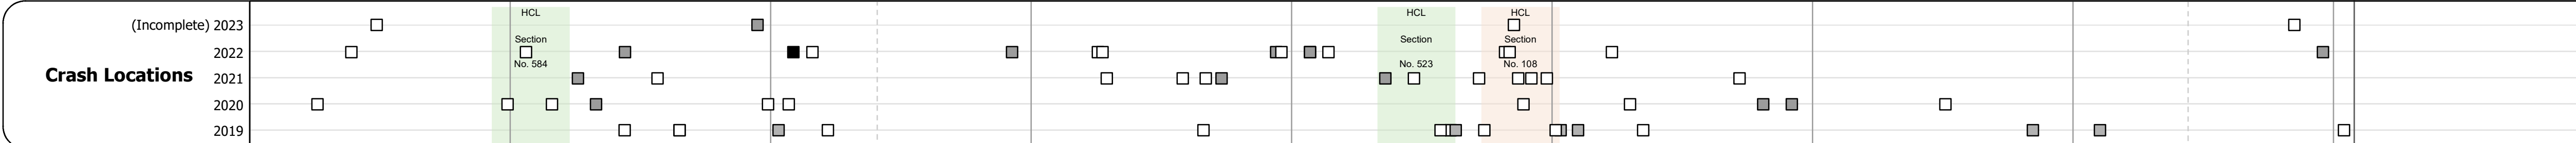 Crash Locations
(Incomplete) 2023
2022
2021
2020
2019
HCL
Section
No. 584
HCL
Section
No. 523
HCL
Section
No. 108